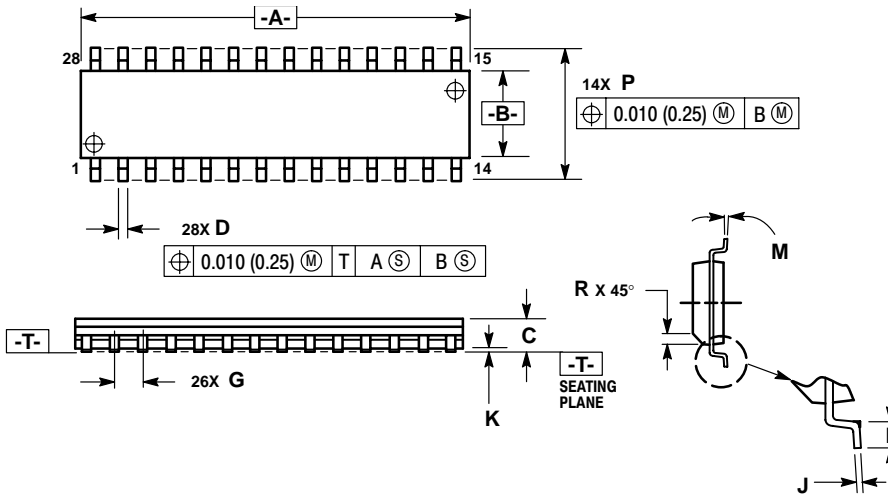 -A-
28
15
-B-
14X P
⌖ 0.010 (0.25) Ⓜ B Ⓜ
1
14
28X D
⌖ 0.010 (0.25) Ⓜ T A Ⓢ B Ⓢ
M
R X 45°
C
-T-
-T-
SEATING
PLANE
26X G
K
J